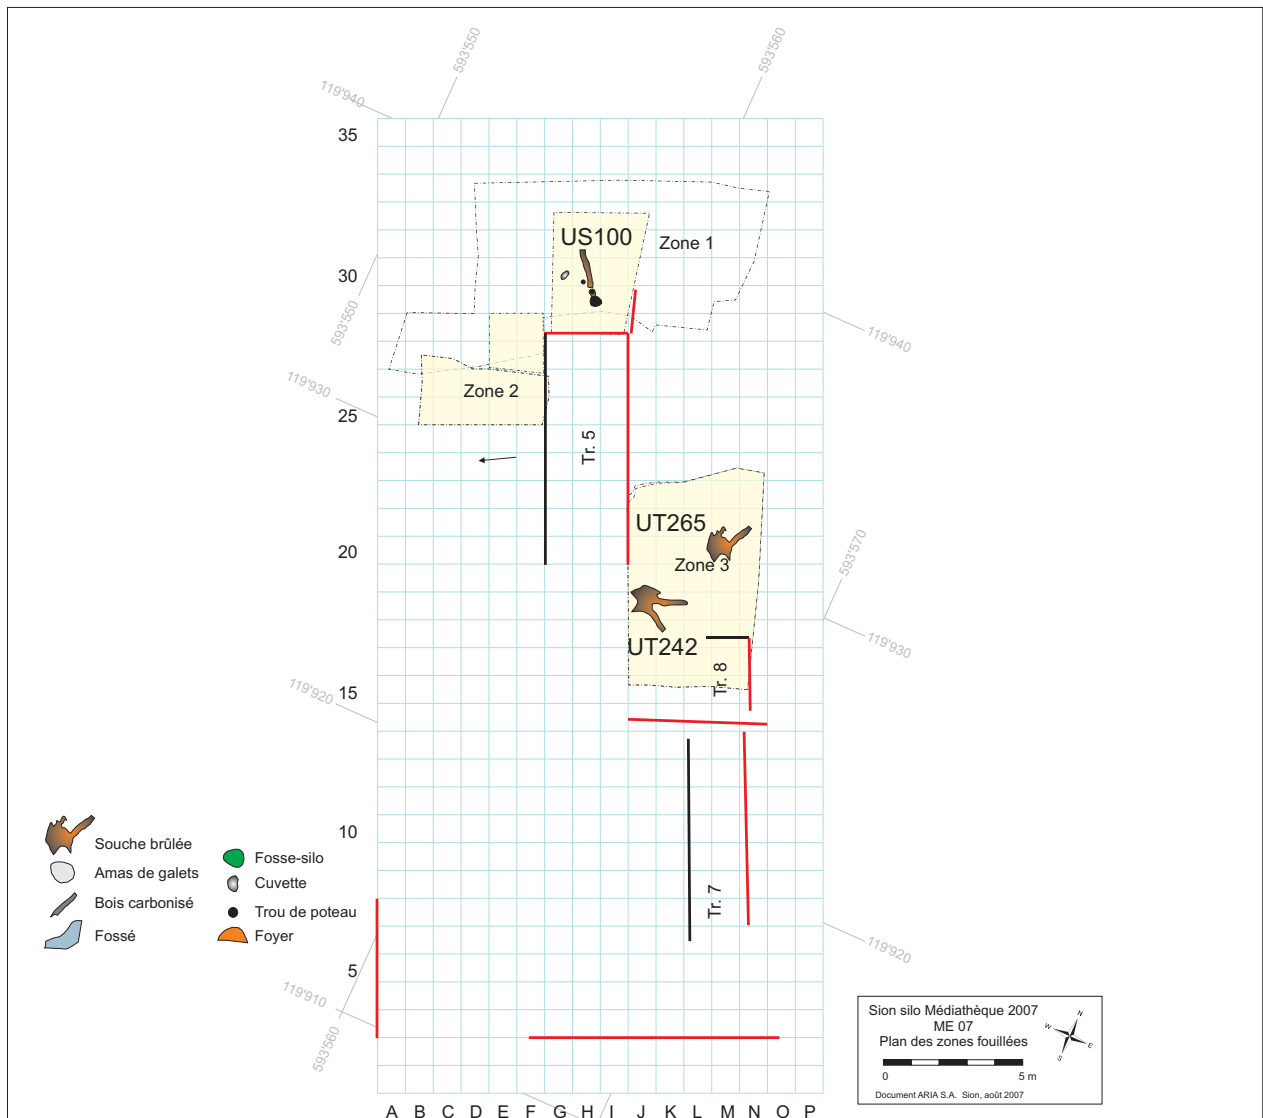 593'550
593'560
119'940
35
US100
Zone 1
30
593'550
119'940
119'930
Zone 2
25
Tr. 5
UT265
20
Zone 3
593'570
UT242
119'930
Tr. 8
119'920
15
10
Souche brûlée
Amas de galets
Bois carbonisé
Fossé
Fosse-silo
Cuvette
Trou de poteau
Foyer
Tr. 7
119'920
5
119'910
593'560
Sion silo Médiathèque 2007
ME 07
Plan des zones fouillées
N
W
E
S
0 5 m
Document ARIA S.A. Sion, août 2007
A B C D E F G H I J K L M N O P